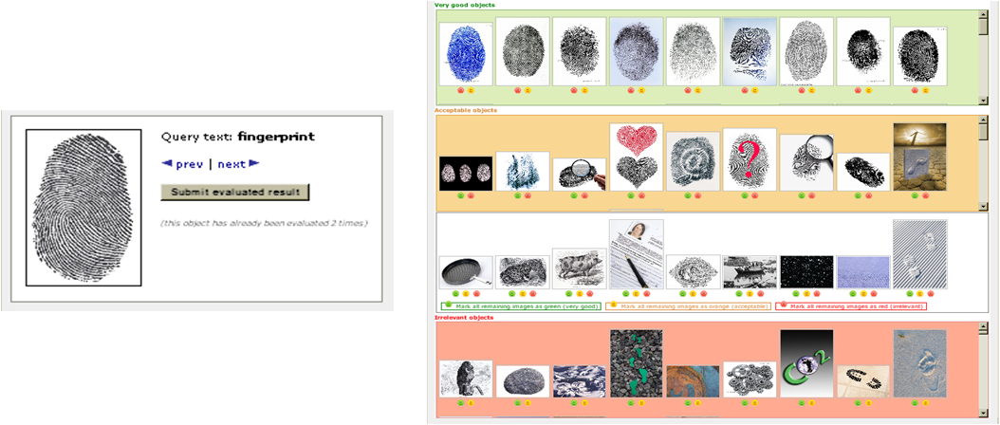 Query text: fingerprint
prev | next
Submit evaluated result
(this object has already been evaluated 2 times)
Very good objects
Acceptable objects
?
Mark all remaining images as green (very good)
Mark all remaining images as orange (acceptable)
Mark all remaining images as red (irrelevant)
Irrelevant objects
CO2